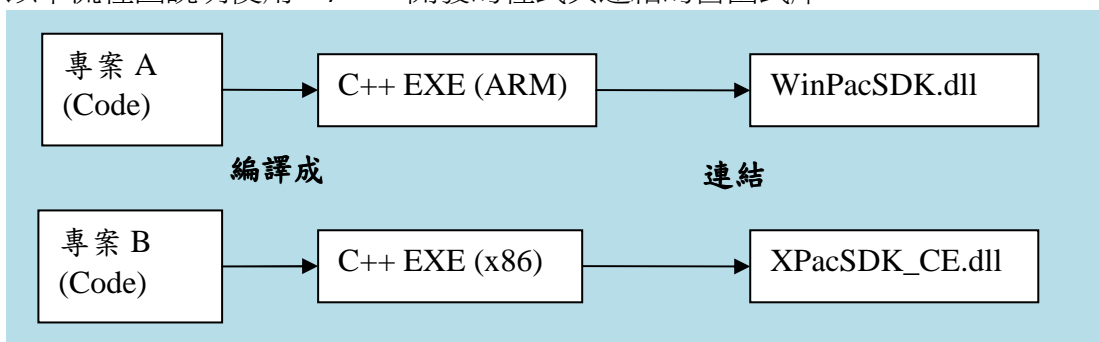 專案 A
(Code)
C++ EXE (ARM)
WinPacSDK.dll
編譯成
連結
專案 B
(Code)
C++ EXE (x86)
XPacSDK_CE.dll